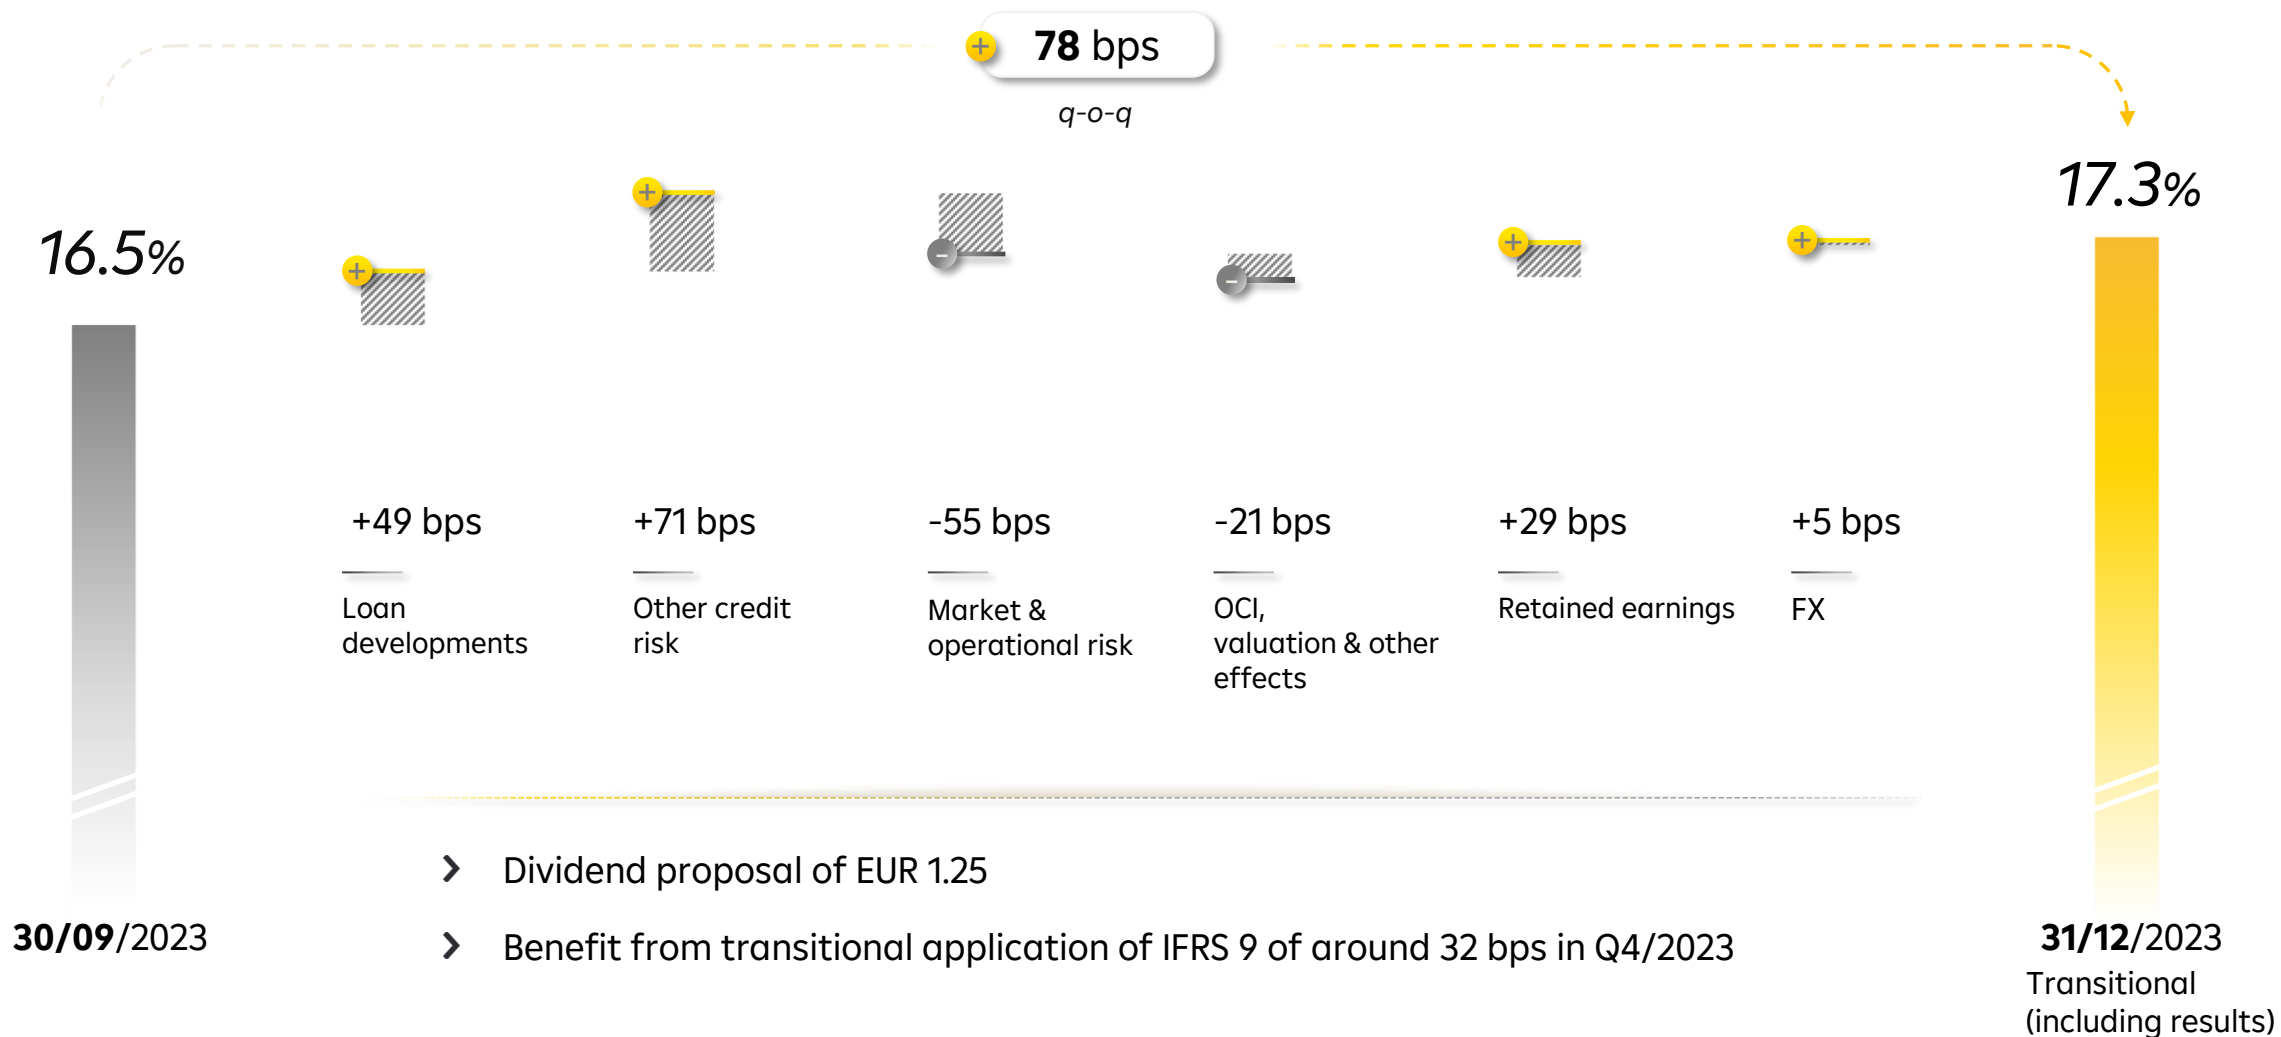 78 bps
q-o-q
16.5%
17.3%
+49 bps
+71 bps
-55 bps
-21 bps
+29 bps
+5 bps
Loan
developments
Other credit
risk
Market &
operational risk
OCI,
valuation & other
effects
Retained earnings
FX
Dividend proposal of EUR 1.25
Benefit from transitional application of IFRS 9 of around 32 bps in Q4/2023
30/09/2023
31/12/2023
Transitional
(including results)